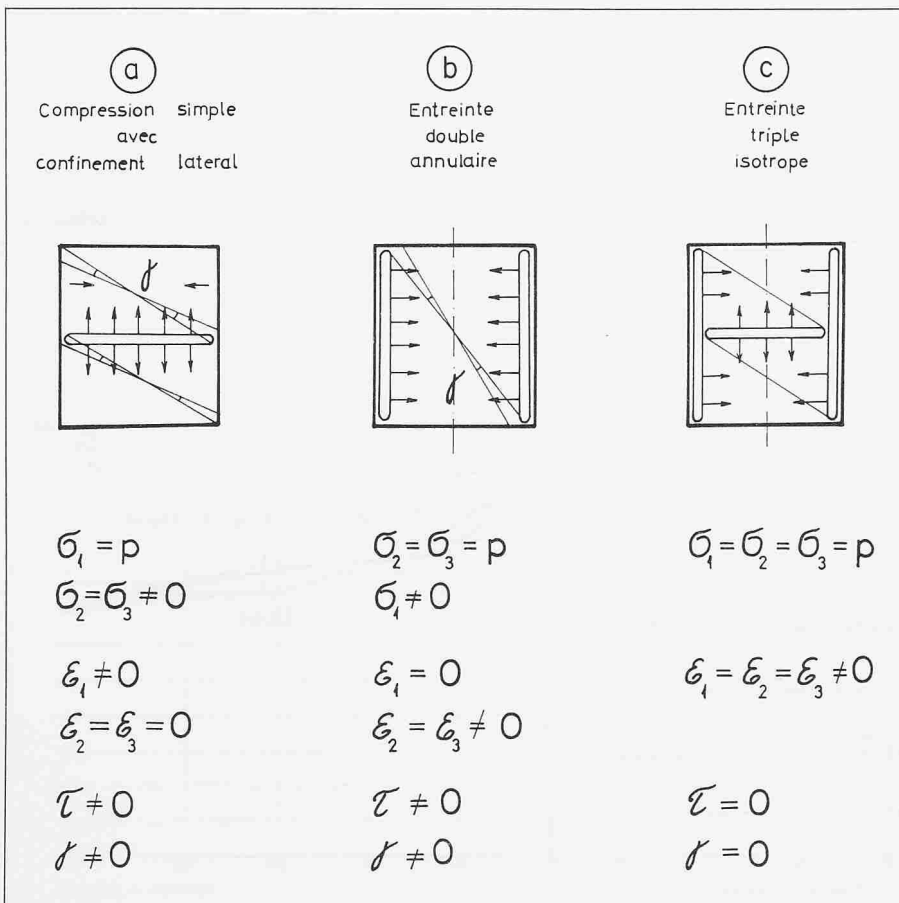 a
Compression simple
avec
confinement lateral
γ
σ₁ = p
σ₂ = σ₃ ≠ 0
ε₁ ≠ 0
ε₂ = ε₃ = 0
τ ≠ 0
γ ≠ 0
b
Entreinte
double
annulaire
γ
σ₂ = σ₃ = p
σ₁ ≠ 0
ε₁ = 0
ε₂ = ε₃ ≠ 0
τ ≠ 0
γ ≠ 0
c
Entreinte
triple
isotrope
σ₁ = σ₂ = σ₃ = p
ε₁ = ε₂ = ε₃ ≠ 0
τ = 0
γ = 0